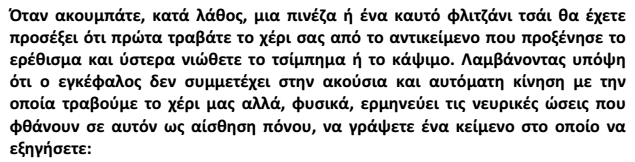 Όταν ακουμπάτε, κατά λάθος, μια πινέζα ή ένα καυτό φλιτζάνι τσάι θα έχετε
προσέξει ότι πρώτα τραβάτε το χέρι σας από το αντικείμενο που προξένησε το
ερέθισμα και ύστερα νιώθετε το τσίμπημα ή το κάψιμο. Λαμβάνοντας υπόψη
ότι ο εγκέφαλος δεν συμμετέχει στην ακούσια και αυτόματη κίνηση με την
οποία τραβούμε το χέρι μας αλλά, φυσικά, ερμηνεύει τις νευρικές ώσεις που
φθάνουν σε αυτόν ως αίσθηση πόνου, να γράψετε ένα κείμενο στο οποίο να
εξηγήσετε: